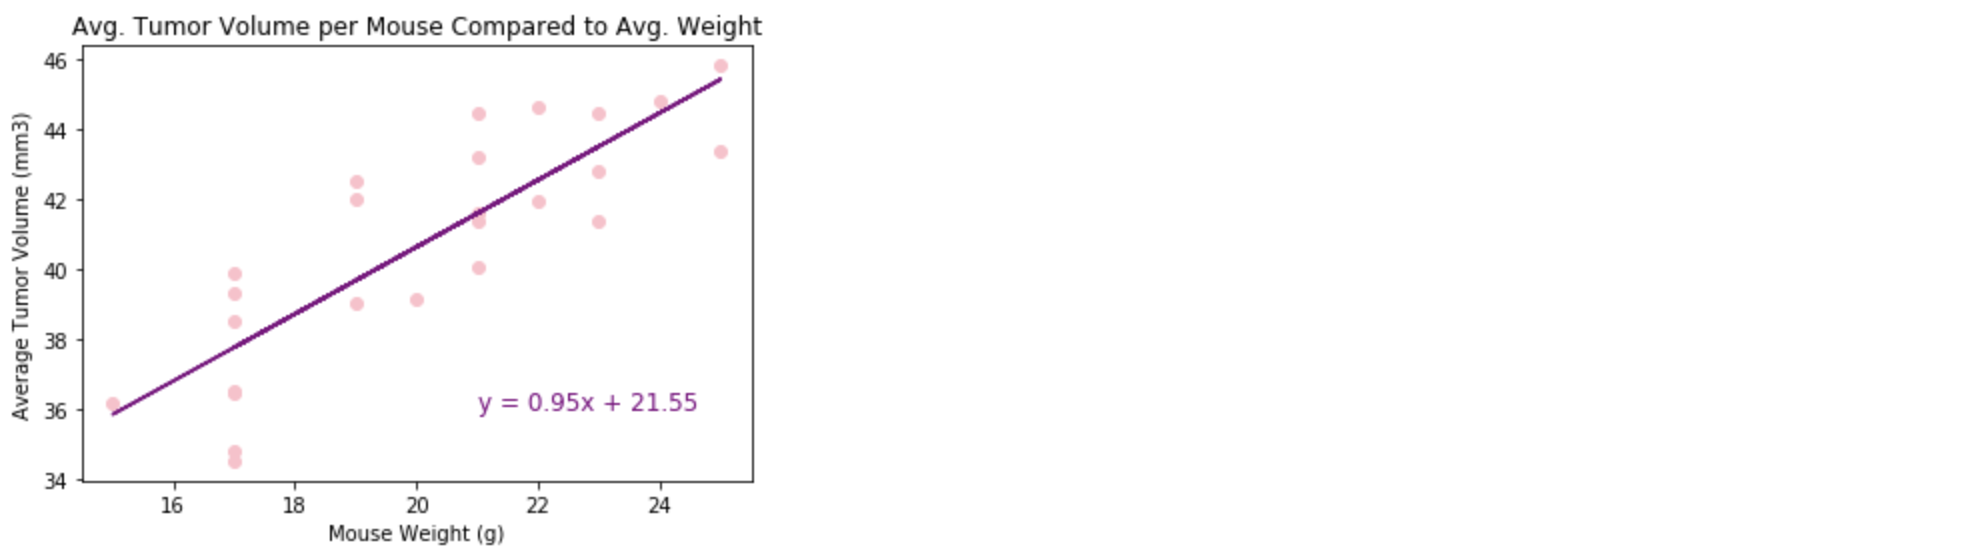 Avg. Tumor Volume per Mouse Compared to Avg. Weight
46
44
42
40
38
36
34
Average Tumor Volume (mm3)
y = 0.95x + 21.55
16 18 20 22 24
Mouse Weight (g)